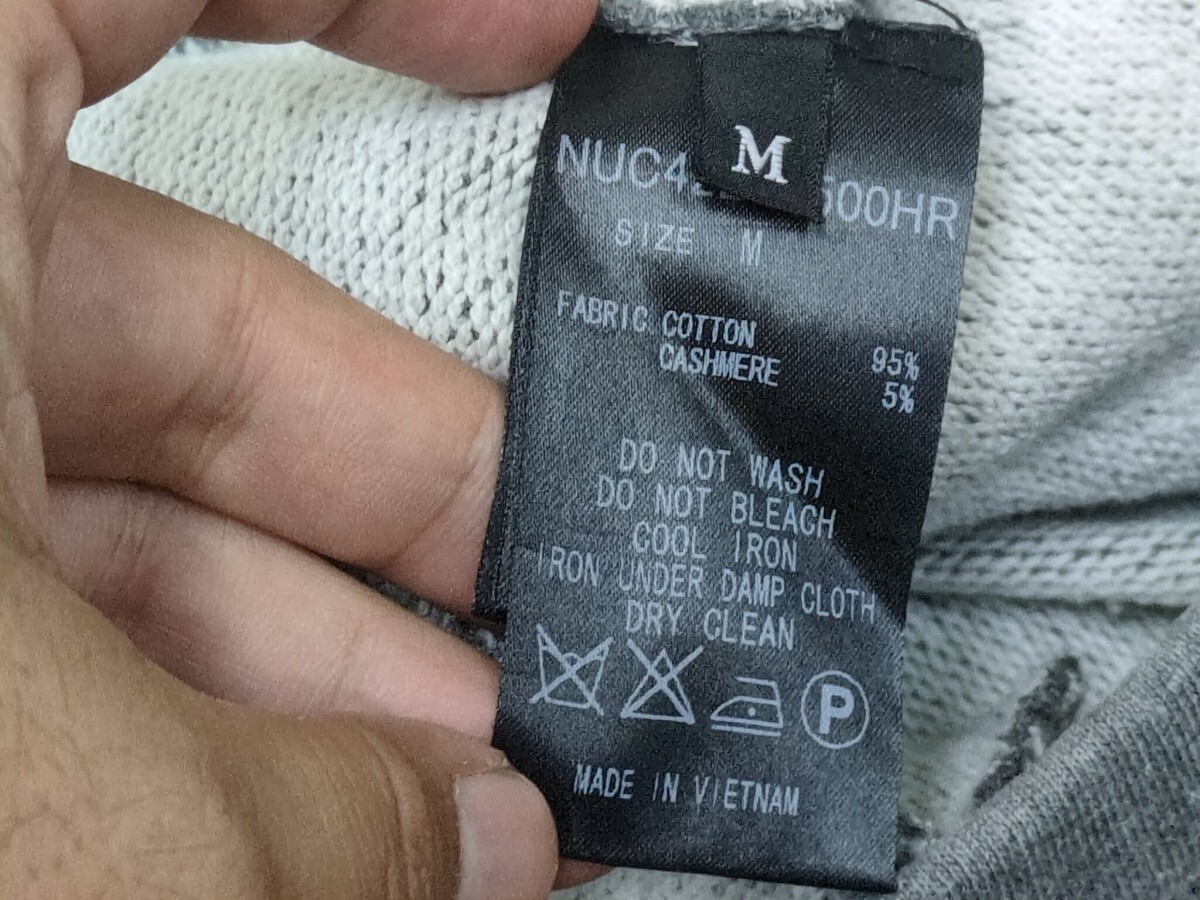 M
NUC4 500HR
SIZE M
FABRIC COTTON 95%
CASHMERE 5%
DO NOT WASH
DO NOT BLEACH
COOL IRON
IRON UNDER DAMP CLOTH
DRY CLEAN
P
MADE IN VIETNAM